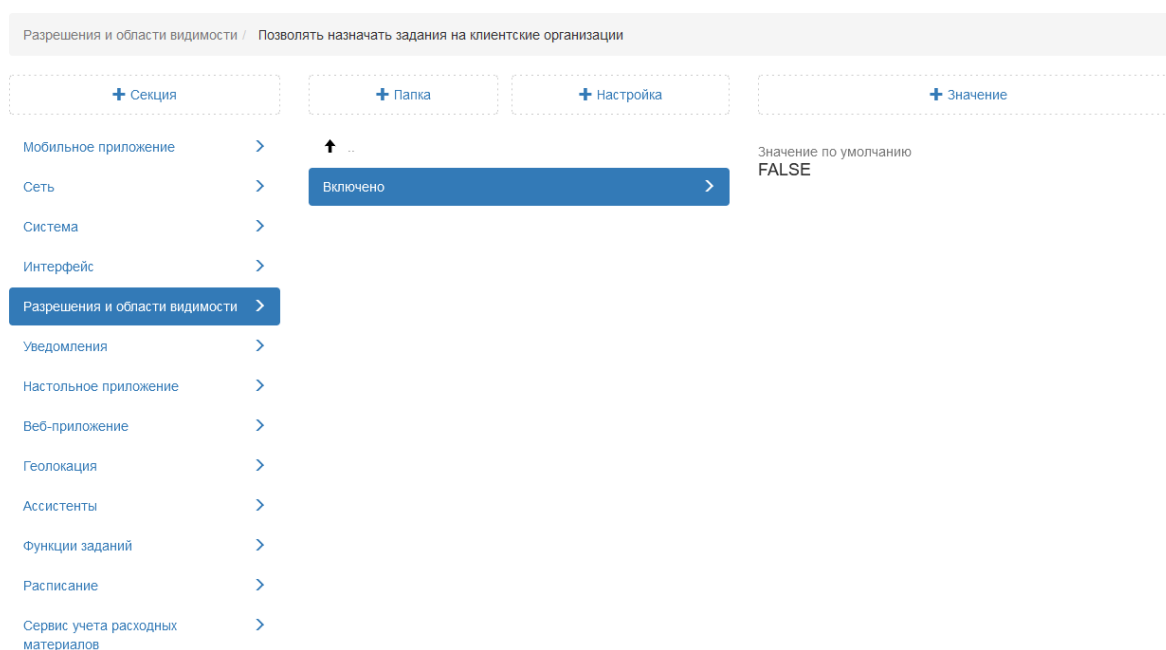 Разрешения и области видимости / Позволять назначать задания на клиентские организации
+ Секция
+ Папка
+ Настройка
+ Значение
Мобильное приложение
Сеть
Система
Интерфейс
Разрешения и области видимости
Уведомления
Настольное приложение
Веб-приложение
Геолокация
Ассистенты
Функции заданий
Расписание
Сервис учета расходных
материалов
..
Включено
Значение по умолчанию
FALSE